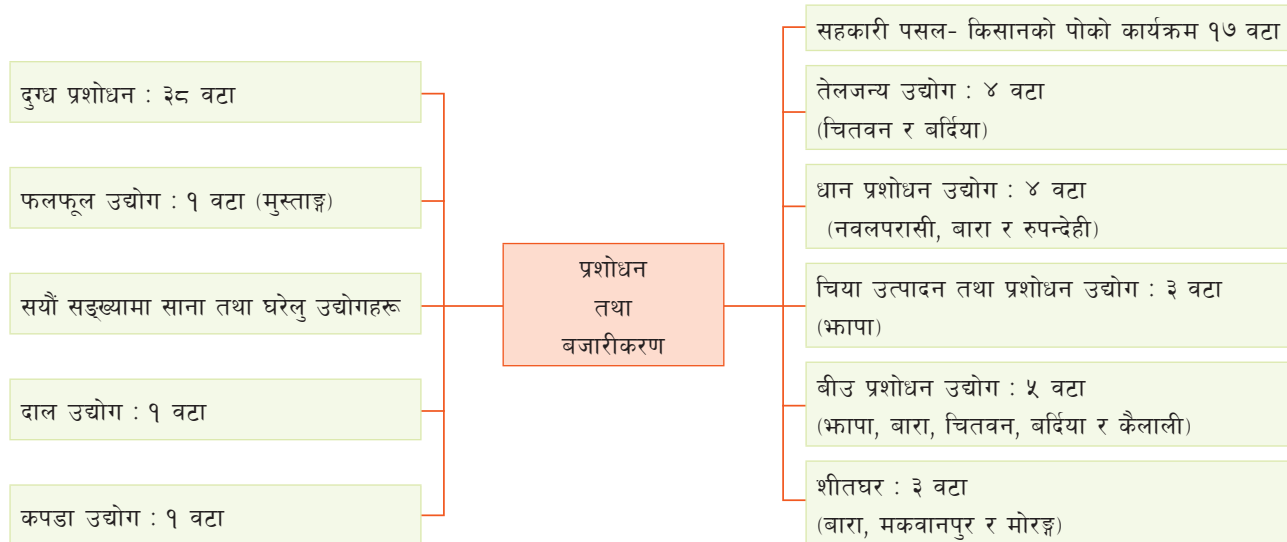 दुग्ध प्रशोधन : ३८ वटा
फलफूल उद्योग : १ वटा (मुस्ताङ्ग)
सयौं सङ्ख्यामा साना तथा घरेलु उद्योगहरू
दाल उद्योग : १ वटा
कपडा उद्योग : १ वटा
प्रशोधन
तथा
बजारीकरण
सहकारी पसल- किसानको पोको कार्यक्रम १७ वटा
तेलजन्य उद्योग : ४ वटा
(चितवन र बर्दिया)
धान प्रशोधन उद्योग : ४ वटा
(नवलपरासी, बारा र रुपन्देही)
चिया उत्पादन तथा प्रशोधन उद्योग : ३ वटा
(झापा)
बीउ प्रशोधन उद्योग : ५ वटा
(झापा, बारा, चितवन, बर्दिया र कैलाली)
शीतघर : ३ वटा
(बारा, मकवानपुर र मोरङ्ग)